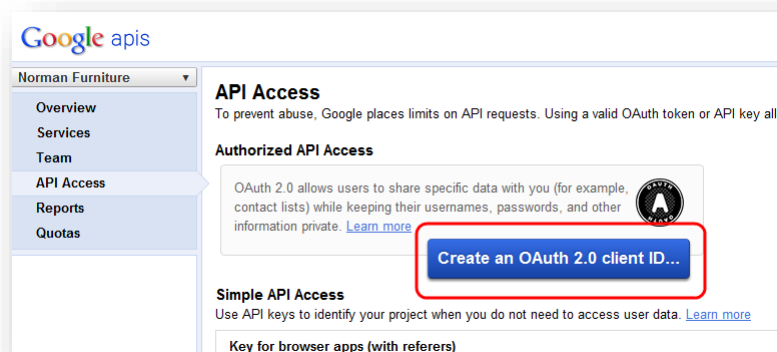 Google apis
Norman Furniture
Overview
Services
Team
API Access
Reports
Quotas
API Access
To prevent abuse, Google places limits on API requests. Using a valid OAuth token or API key all
Authorized API Access
OAuth 2.0 allows users to share specific data with you (for example,
contact lists) while keeping their usernames, passwords, and other
information private. Learn more
OAUTH
Create an OAuth 2.0 client ID...
Simple API Access
Use API keys to identify your project when you do not need to access user data. Learn more
Key for browser apps (with referers)